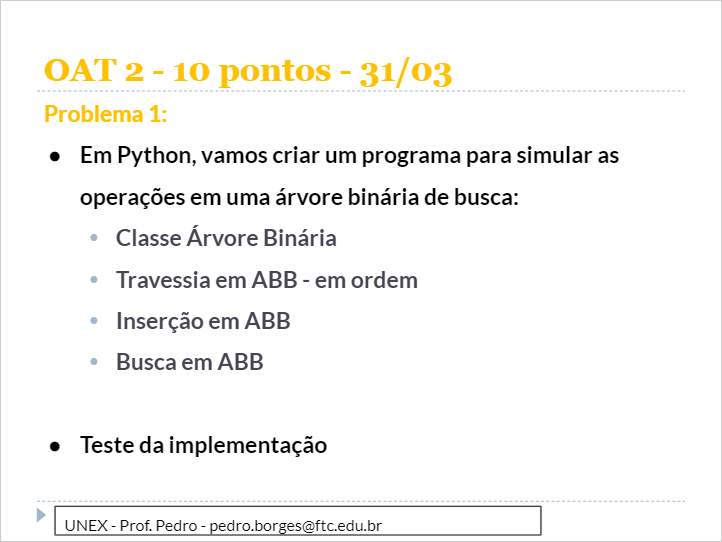 OAT 2 - 10 pontos - 31/03
Problema 1:
● Em Python, vamos criar um programa para simular as
operações em uma árvore binária de busca:
• Classe Árvore Binária
• Travessia em ABB - em ordem
• Inserção em ABB
• Busca em ABB
● Teste da implementação
UNEX - Prof. Pedro - pedro.borges@ftc.edu.br